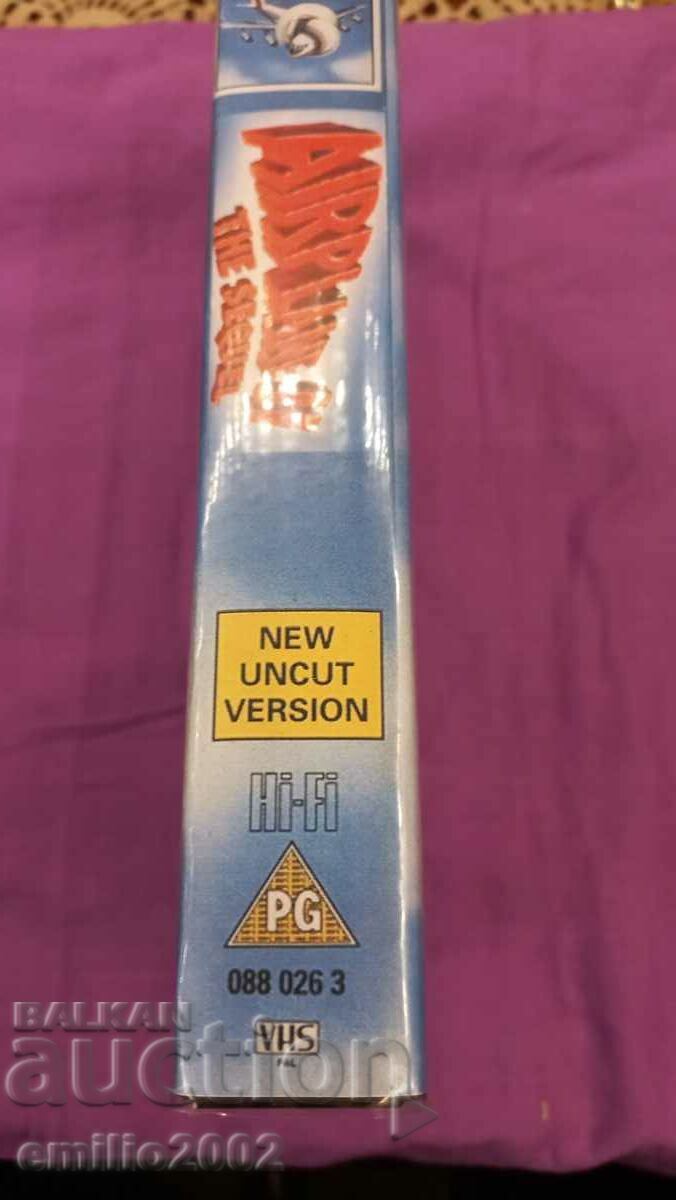 AIRPLANE II
THE SEQUEL
NEW
UNCUT
VERSION
Hi-Fi
PG
088 026 3
VHS
PAL
BALKAN
auction
emilio2002